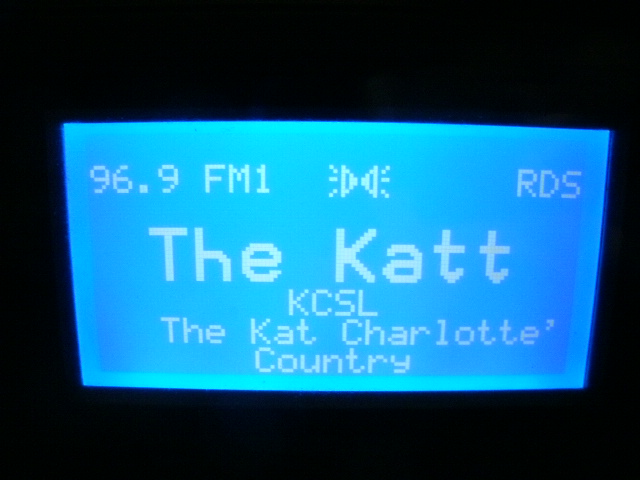 96.9 FM1 RDS
The Katt
KCSL
The Kat Charlotte'
Country